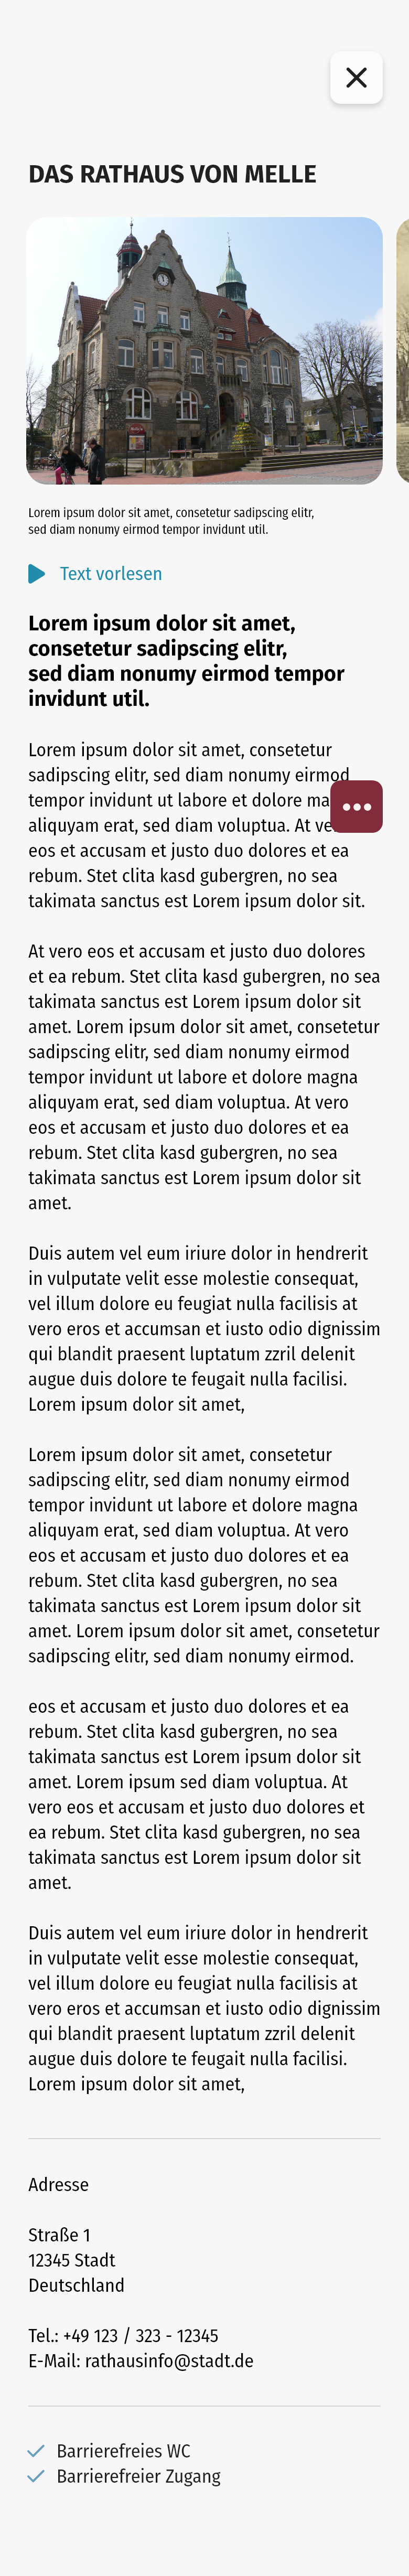 DAS RATHAUS VON MELLE
Lorem ipsum dolor sit amet, consetetur sadipscing elitr,
sed diam nonumy eirmod tempor invidunt util.
Text vorlesen
Lorem ipsum dolor sit amet,
consetetur sadipscing elitr,
sed diam nonumy eirmod tempor
invidunt util.
Lorem ipsum dolor sit amet, consetetur
sadipscing elitr, sed diam nonumy eirmod
tempor invidunt ut labore et dolore ma
aliquyam erat, sed diam voluptua. At ve
eos et accusam et justo duo dolores et ea
rebum. Stet clita kasd gubergren, no sea
takimata sanctus est Lorem ipsum dolor sit.
At vero eos et accusam et justo duo dolores
et ea rebum. Stet clita kasd gubergren, no sea
takimata sanctus est Lorem ipsum dolor sit
amet. Lorem ipsum dolor sit amet, consetetur
sadipscing elitr, sed diam nonumy eirmod
tempor invidunt ut labore et dolore magna
aliquyam erat, sed diam voluptua. At vero
eos et accusam et justo duo dolores et ea
rebum. Stet clita kasd gubergren, no sea
takimata sanctus est Lorem ipsum dolor sit
amet.
Duis autem vel eum iriure dolor in hendrerit
in vulputate velit esse molestie consequat,
vel illum dolore eu feugiat nulla facilisis at
vero eros et accumsan et iusto odio dignissim
qui blandit praesent luptatum zzril delenit
augue duis dolore te feugait nulla facilisi.
Lorem ipsum dolor sit amet,
Lorem ipsum dolor sit amet, consetetur
sadipscing elitr, sed diam nonumy eirmod
tempor invidunt ut labore et dolore magna
aliquyam erat, sed diam voluptua. At vero
eos et accusam et justo duo dolores et ea
rebum. Stet clita kasd gubergren, no sea
takimata sanctus est Lorem ipsum dolor sit
amet. Lorem ipsum dolor sit amet, consetetur
sadipscing elitr, sed diam nonumy eirmod.
eos et accusam et justo duo dolores et ea
rebum. Stet clita kasd gubergren, no sea
takimata sanctus est Lorem ipsum dolor sit
amet. Lorem ipsum sed diam voluptua. At
vero eos et accusam et justo duo dolores et
ea rebum. Stet clita kasd gubergren, no sea
takimata sanctus est Lorem ipsum dolor sit
amet.
Duis autem vel eum iriure dolor in hendrerit
in vulputate velit esse molestie consequat,
vel illum dolore eu feugiat nulla facilisis at
vero eros et accumsan et iusto odio dignissim
qui blandit praesent luptatum zzril delenit
augue duis dolore te feugait nulla facilisi.
Lorem ipsum dolor sit amet,
Adresse
Straße 1
12345 Stadt
Deutschland
Tel.: +49 123 / 323 - 12345
E-Mail: rathausinfo@stadt.de
Barrierefreies WC
Barrierefreier Zugang